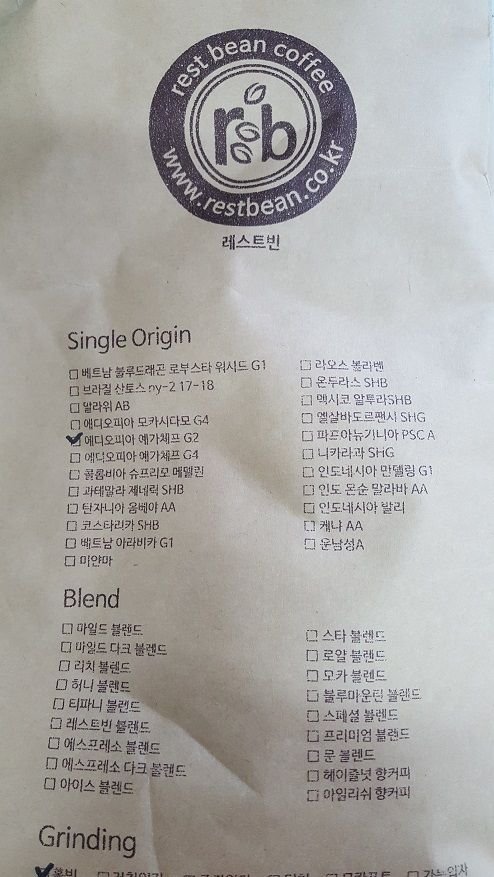 rest bean coffee
rb
www.restbean.co.kr
레스트빈
Single Origin
베트남 블루드래곤 로부스타 워시드 G1
브라질 산토스 ny-2 17-18
말라위 AB
에디오피아 모카시다모 G4
에디오피아 예가체프 G2
에디오피아 예가체프 G4
콜롬비아 슈프리모 메델린
과테말라 제네릭 SHB
탄자니아 음베야 AA
코스타리카 SHB
베트남 아라비카 G1
미얀마
라오스 볼라벤
온두라스 SHB
멕시코 알투라SHB
엘살바도르팬시 SHG
파프아뉴기니아 PSC A
니카라과 SHG
인도네시아 만델링 G1
인도 몬순 말라바 AA
인도네시아 발리
케냐 AA
운남성A
Blend
마일드 블렌드
마일드 다크 블렌드
리치 블렌드
허니 블렌드
티파니 블렌드
레스트빈 블렌드
에스프레소 블렌드
에스프레소 다크 블렌드
아이스 블렌드
스타 블렌드
로얄 블렌드
모카 블렌드
블루마운틴 블렌드
스페셜 블렌드
프리미엄 블렌드
문 블렌드
헤이즐넛 향커피
아일리쉬 향커피
Grinding
홀빈